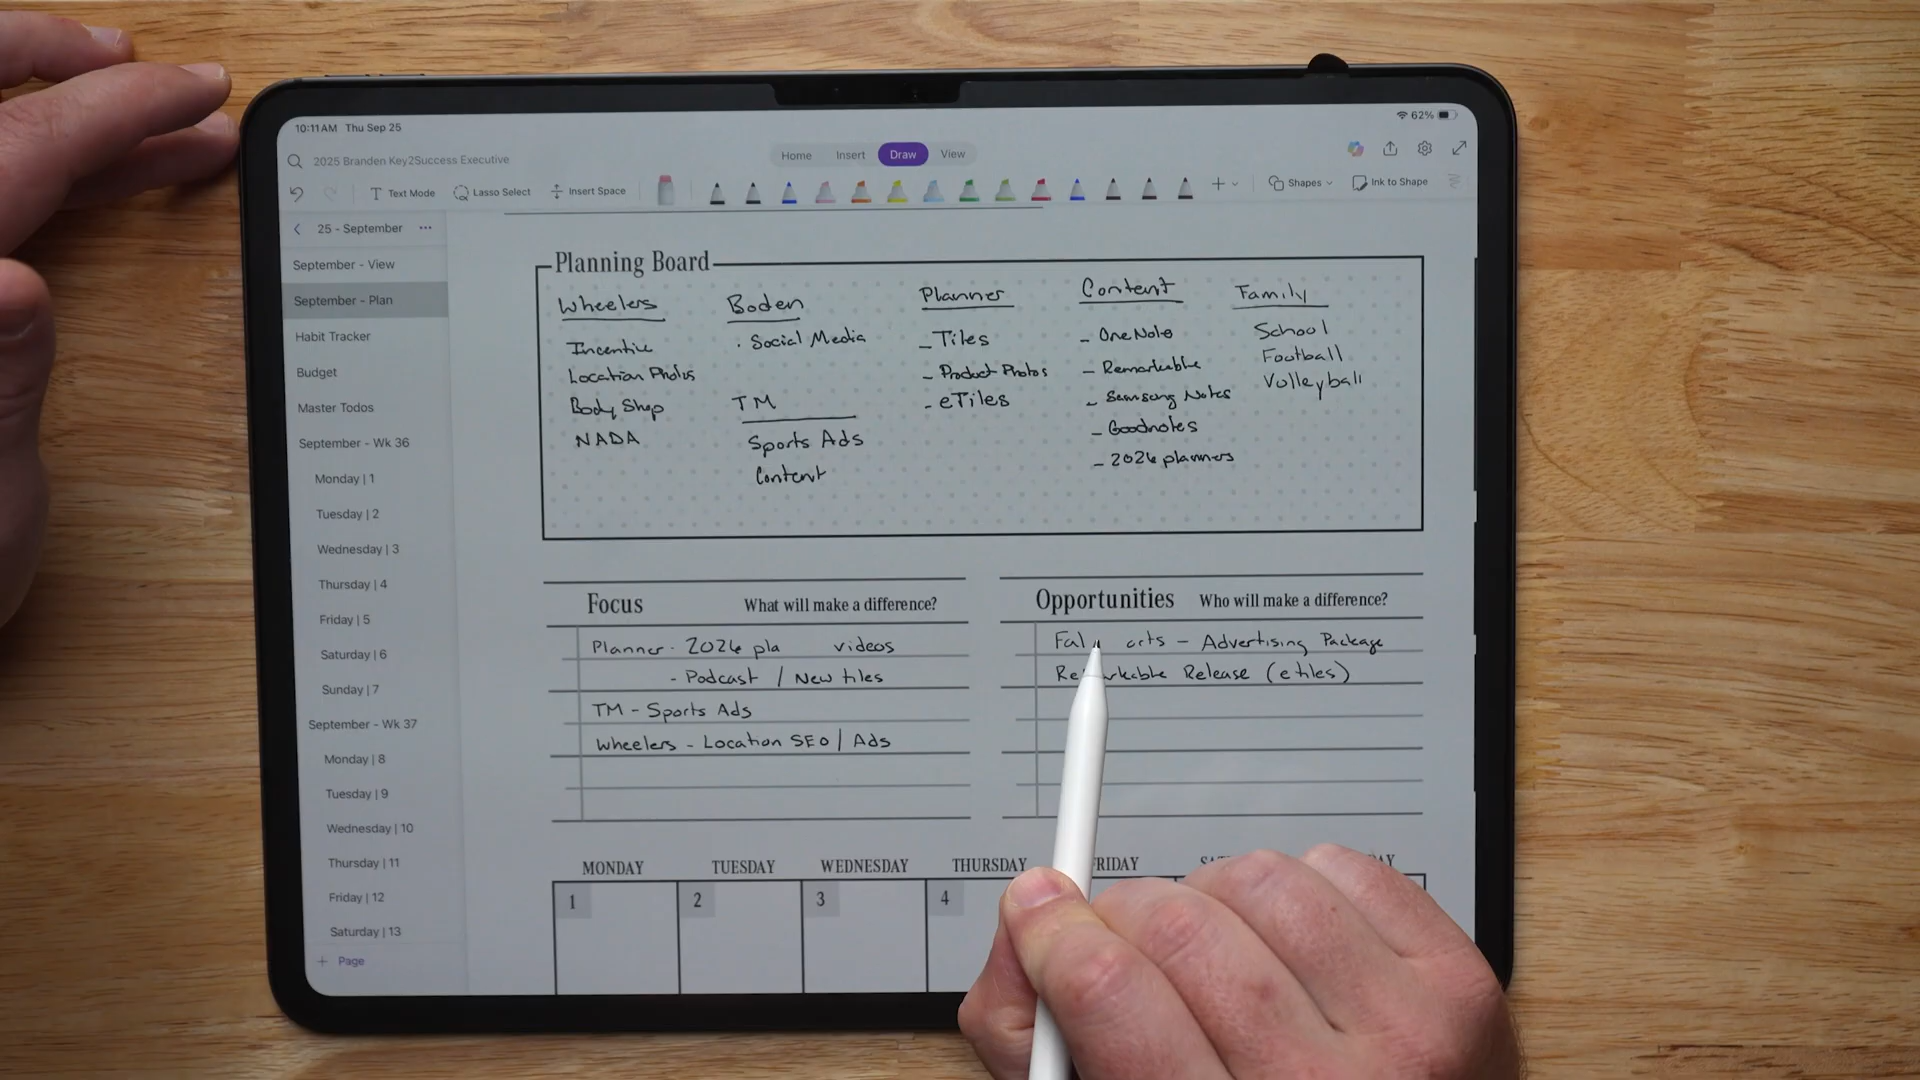 10:11 AM Thu Sep 25
62%
2025 Branden Key2Success Executive
Home Insert Draw View
Text Mode Lasso Select Insert Space Shapes Ink to Shape
25 - September
September - View
September - Plan
Habit Tracker
Budget
Master Todos
September - Wk 36
Monday | 1
Tuesday | 2
Wednesday | 3
Thursday | 4
Friday | 5
Saturday | 6
Sunday | 7
September - Wk 37
Monday | 8
Tuesday | 9
Wednesday | 10
Thursday | 11
Friday | 12
Saturday | 13
+ Page
Planning Board
Wheelers
Incentive
Location Photos
Body Shop
NADA
Boden
· Social Media
TM
Sports Ads
Content
Planner
- Tiles
- Product Photos
- eTiles
Content
- OneNote
- Remarkable
- Samsung Notes
- Goodnotes
- 2026 planners
Family
School
Football
Volleyball
Focus What will make a difference?
Planner - 2026 videos
- Podcast / New tiles
TM - Sports Ads
Wheelers - Location SEO | Ads
Opportunities Who will make a difference?
- Advertising Package
Release (etiles)
MONDAY TUESDAY WEDNESDAY THURSDAY FRIDAY
1 2 3 4